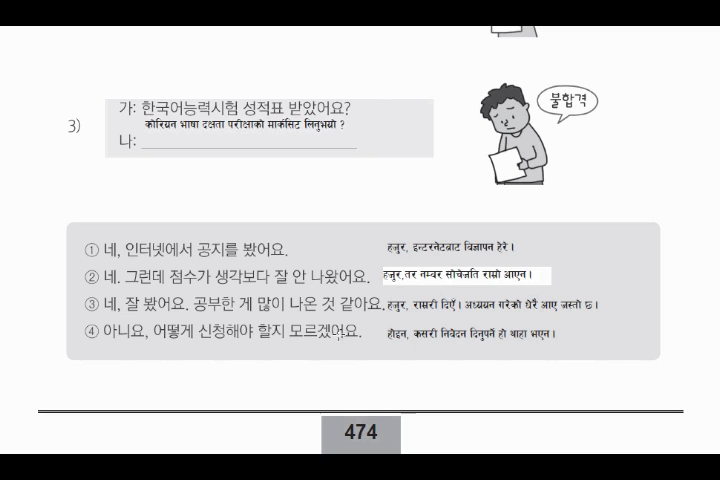 불합격
3)
가: 한국어능력시험 성적표 받았어요?
कोरियन भाषा दक्षता परीक्षाको मार्कसिट लिनुभयो ?
나:
① 네, 인터넷에서 공지를 봤어요. हजुर, इन्टरनेटबाट विज्ञापन हेरे ।
② 네. 그런데 점수가 생각보다 잘 안 나왔어요. हजुर,तर नम्बर सोचेजति राम्रो आएन ।
③ 네, 잘 봤어요. 공부한 게 많이 나온 것 같아요. हजुर, राम्ररी दिएँ । अध्ययन गरेको धेरै आए जस्तो छ ।
④ 아니요, 어떻게 신청해야 할지 모르겠어요. होइन, कसरी निवेदन दिनुपर्ने हो थाहा भएन ।
474